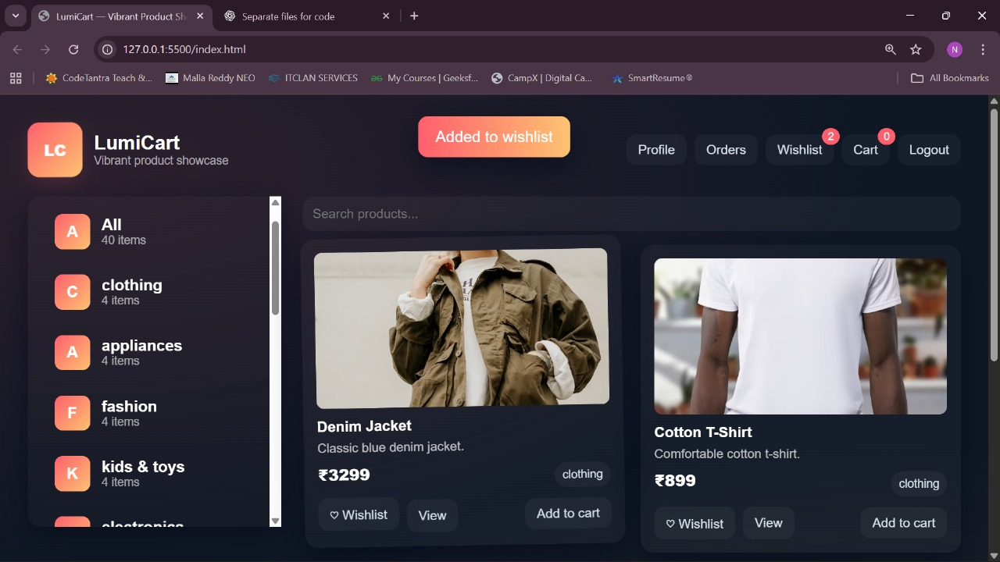 LumiCart — Vibrant Product Sh
Separate files for code
127.0.0.1:5500/index.html
N
CodeTantra Teach &...
Malla Reddy NEO
ITCLAN SERVICES
My Courses | Geeksf...
CampX | Digital Ca...
SmartResume®
All Bookmarks
LC
LumiCart
Vibrant product showcase
Added to wishlist
Profile
Orders
Wishlist
2
Cart
0
Logout
A
All
40 items
C
clothing
4 items
A
appliances
4 items
F
fashion
4 items
K
kids & toys
4 items
electronics
Search products...
Denim Jacket
Classic blue denim jacket.
₹3299
clothing
♡ Wishlist
View
Add to cart
Cotton T-Shirt
Comfortable cotton t-shirt.
₹899
clothing
♡ Wishlist
View
Add to cart